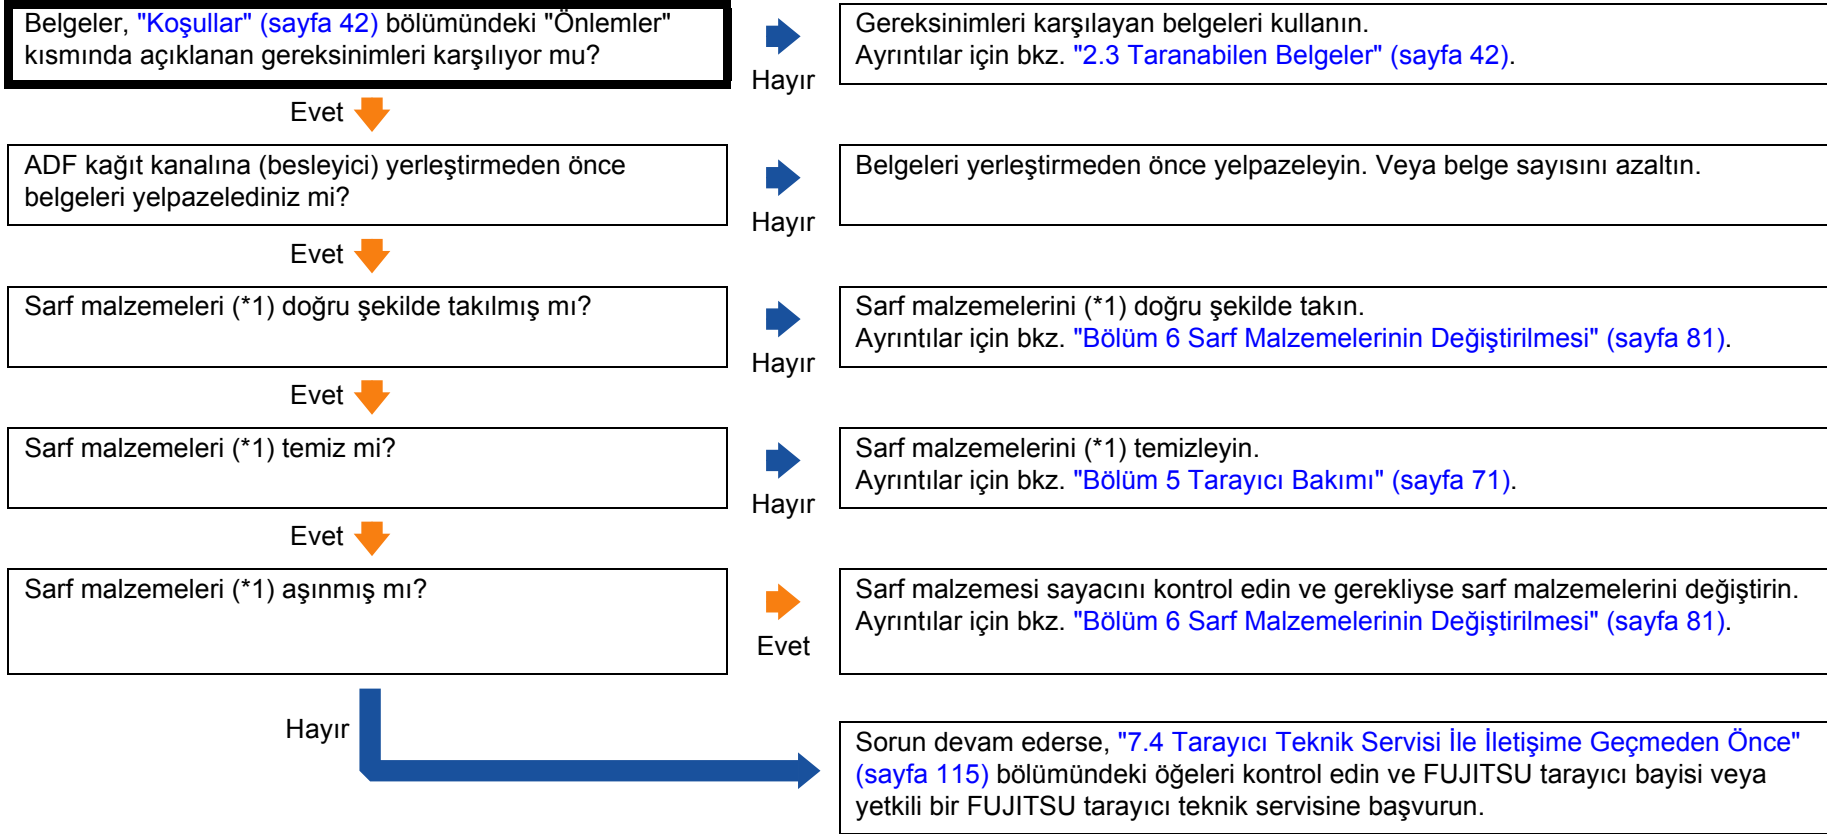 Belgeler, "Koşullar" (sayfa 42) bölümündeki "Önlemler"
kısmında açıklanan gereksinimleri karşılıyor mu?
Hayır
Gereksinimleri karşılayan belgeleri kullanın.
Ayrıntılar için bkz. "2.3 Taranabilen Belgeler" (sayfa 42).
Evet
ADF kağıt kanalına (besleyici) yerleştirmeden önce
belgeleri yelpazelediniz mi?
Hayır
Belgeleri yerleştirmeden önce yelpazeleyin. Veya belge sayısını azaltın.
Evet
Sarf malzemeleri (*1) doğru şekilde takılmış mı?
Hayır
Sarf malzemelerini (*1) doğru şekilde takın.
Ayrıntılar için bkz. "Bölüm 6 Sarf Malzemelerinin Değiştirilmesi" (sayfa 81).
Evet
Sarf malzemeleri (*1) temiz mi?
Hayır
Sarf malzemelerini (*1) temizleyin.
Ayrıntılar için bkz. "Bölüm 5 Tarayıcı Bakımı" (sayfa 71).
Evet
Sarf malzemeleri (*1) aşınmış mı?
Evet
Sarf malzemesi sayacını kontrol edin ve gerekliyse sarf malzemelerini değiştirin.
Ayrıntılar için bkz. "Bölüm 6 Sarf Malzemelerinin Değiştirilmesi" (sayfa 81).
Hayır
Sorun devam ederse, "7.4 Tarayıcı Teknik Servisi İle İletişime Geçmeden Önce"
(sayfa 115) bölümündeki öğeleri kontrol edin ve FUJITSU tarayıcı bayisi veya
yetkili bir FUJITSU tarayıcı teknik servisine başvurun.